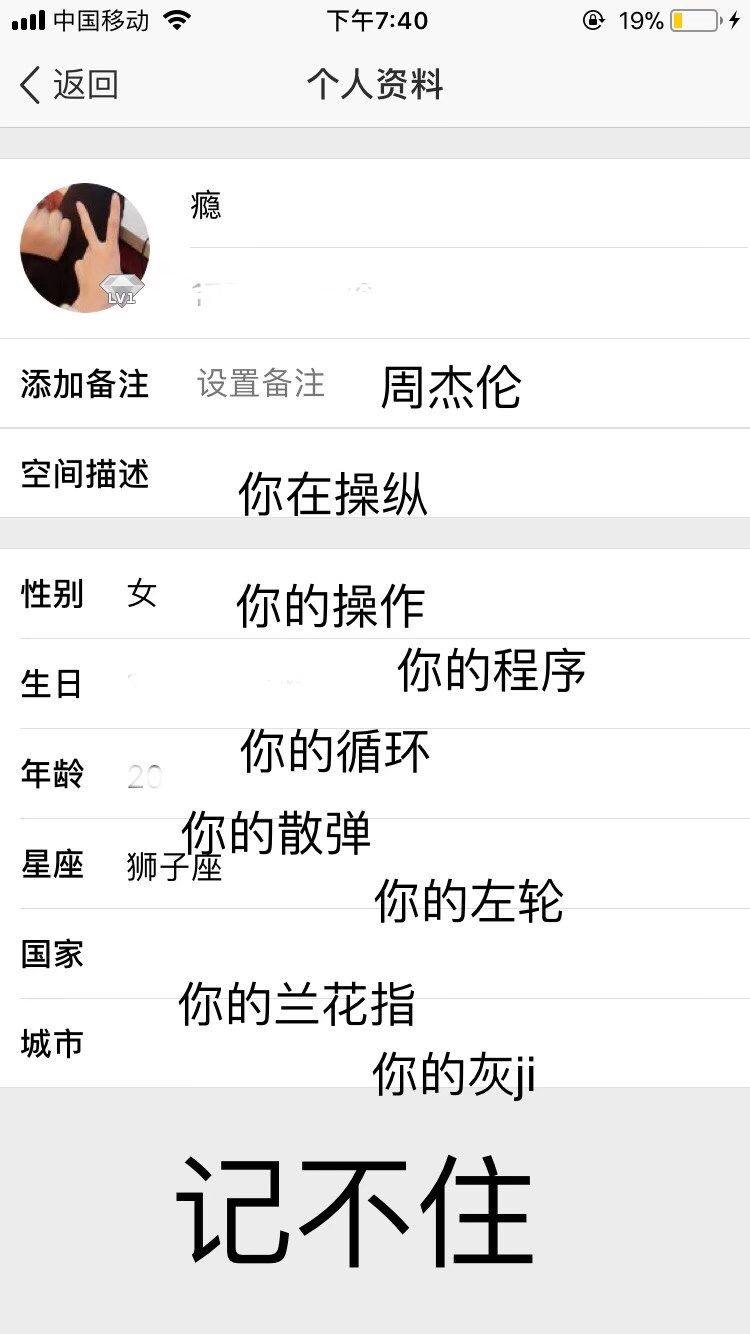 中国移动 下午7:40 19%
返回 个人资料
瘾
LV1
添加备注 设置备注 周杰伦
空间描述 你在操纵
性别 女 你的操作
你的程序
生日
你的循环
年龄 20
你的散弹
星座 狮子座
你的左轮
国家
你的兰花指
城市
你的灰ji
记不住